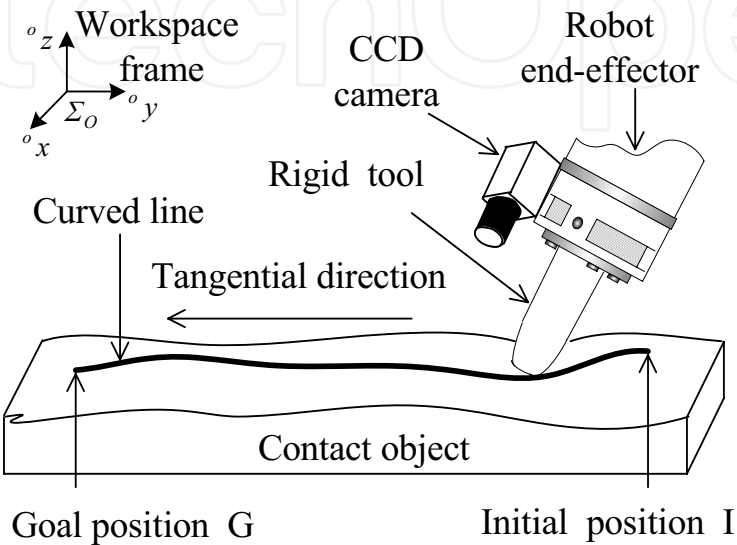 ᵒz Workspace
frame
Σ_O
ᵒy
ᵒx
CCD
camera
Robot
end-effector
Rigid tool
Curved line
Tangential direction
Contact object
Goal position G
Initial position I